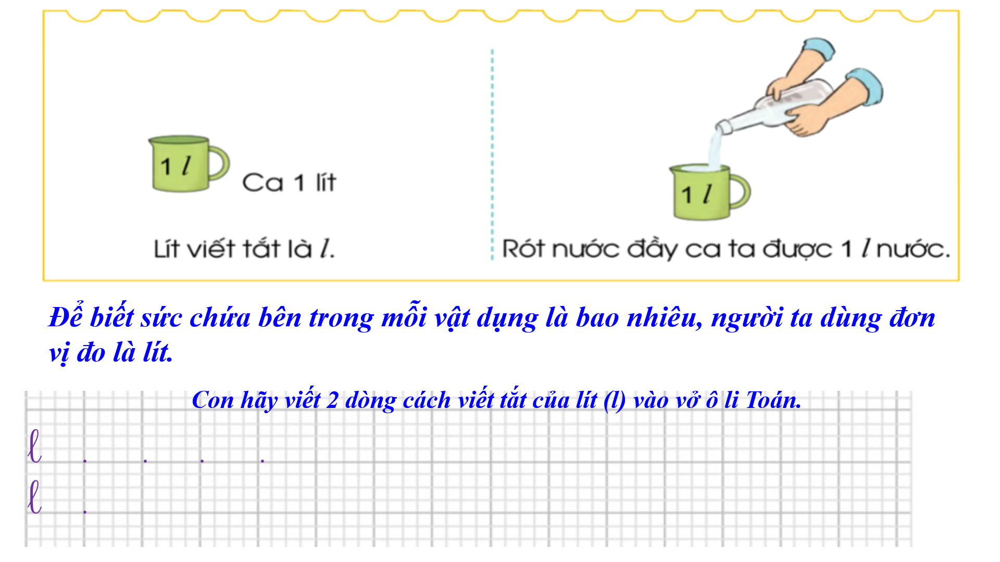 1 l
Ca 1 lít
Lít viết tắt là l.
1 l
Rót nước đầy ca ta được 1 l nước.
Để biết sức chứa bên trong mỗi vật dụng là bao nhiêu, người ta dùng đơn
vị đo là lít.
Con hãy viết 2 dòng cách viết tắt của lít (l) vào vở ô li Toán.
ℓ . . . .
ℓ .